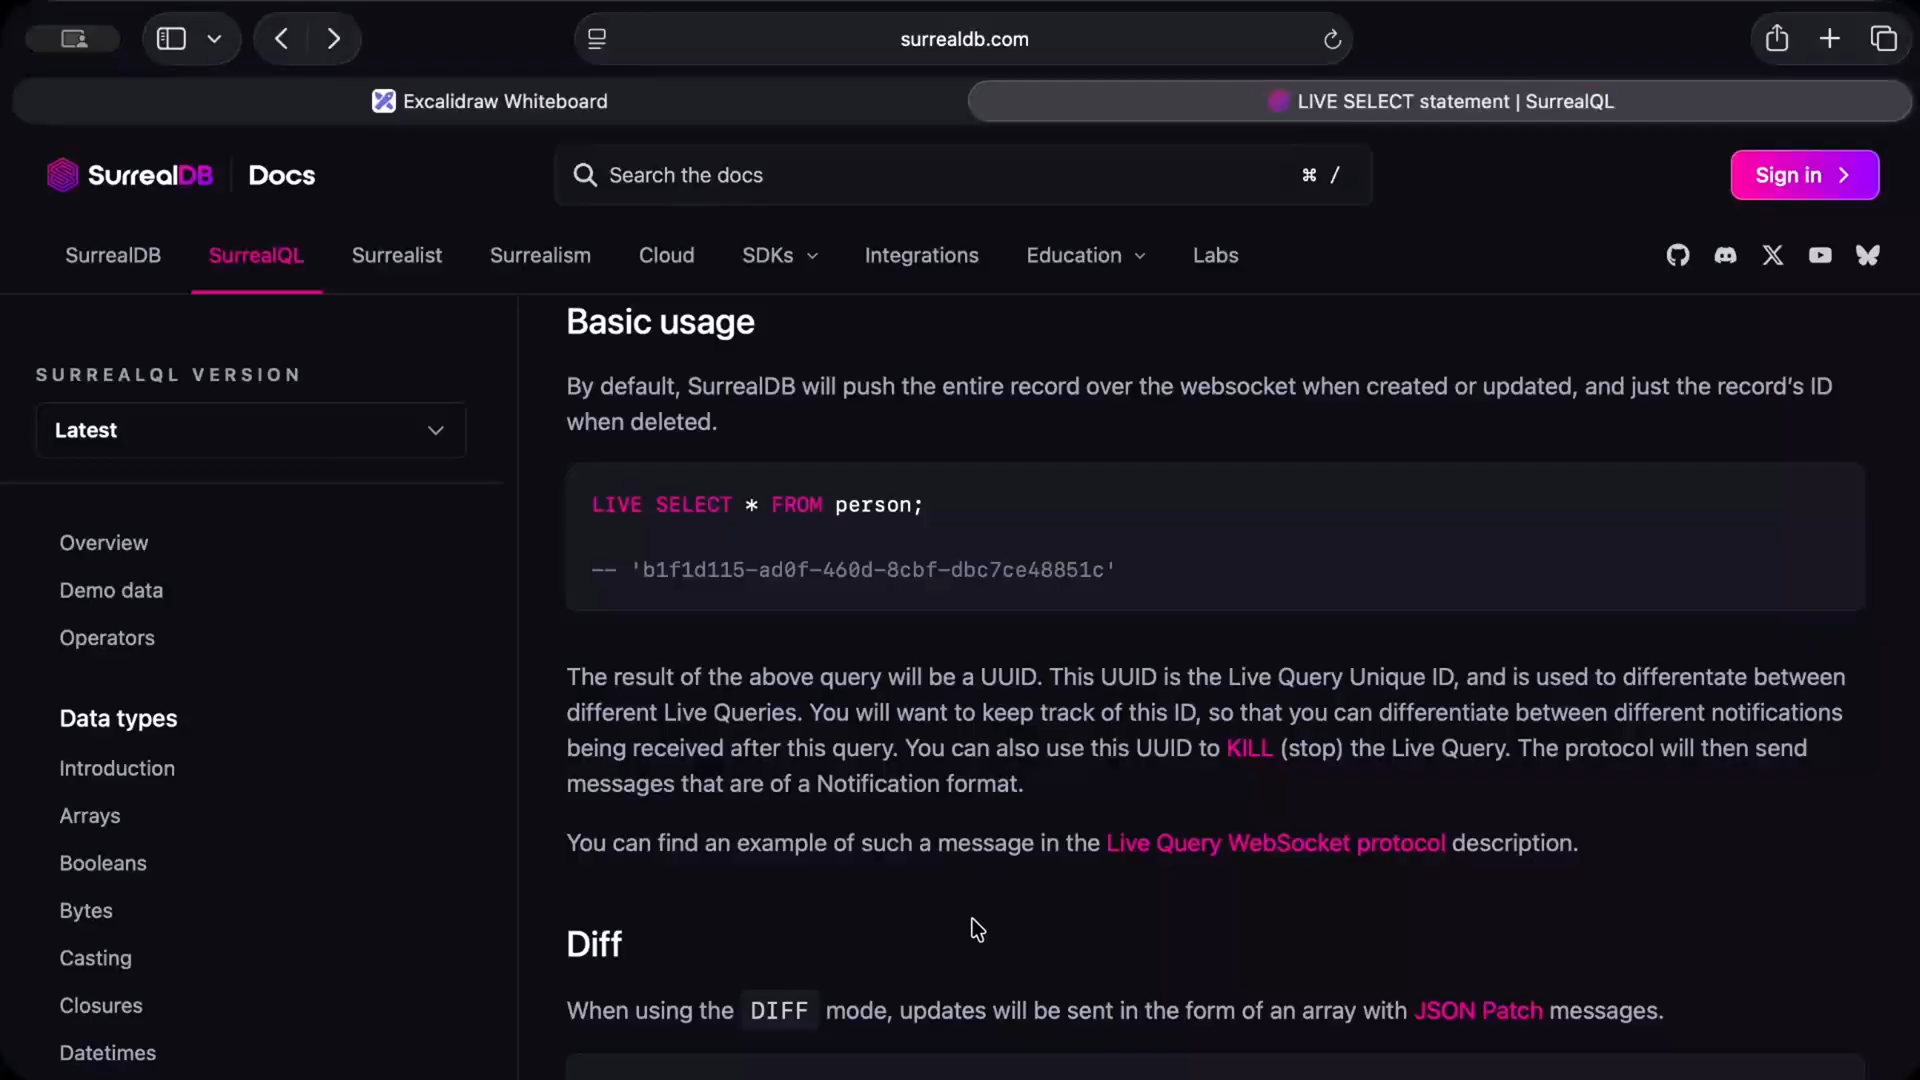 surrealdb.com
Excalidraw Whiteboard
LIVE SELECT statement | SurrealQL
SurrealDB Docs
Search the docs ⌘ /
Sign in
SurrealDB SurrealQL Surrealist Surrealism Cloud SDKs Integrations Education Labs
SURREALQL VERSION
Latest
Overview
Demo data
Operators
Data types
Introduction
Arrays
Booleans
Bytes
Casting
Closures
Datetimes
Basic usage
By default, SurrealDB will push the entire record over the websocket when created or updated, and just the record's ID
when deleted.
LIVE SELECT * FROM person;
-- 'b1f1d115-ad0f-460d-8cbf-dbc7ce48851c'
The result of the above query will be a UUID. This UUID is the Live Query Unique ID, and is used to differentate between
different Live Queries. You will want to keep track of this ID, so that you can differentiate between different notifications
being received after this query. You can also use this UUID to KILL (stop) the Live Query. The protocol will then send
messages that are of a Notification format.
You can find an example of such a message in the Live Query WebSocket protocol description.
Diff
When using the DIFF mode, updates will be sent in the form of an array with JSON Patch messages.